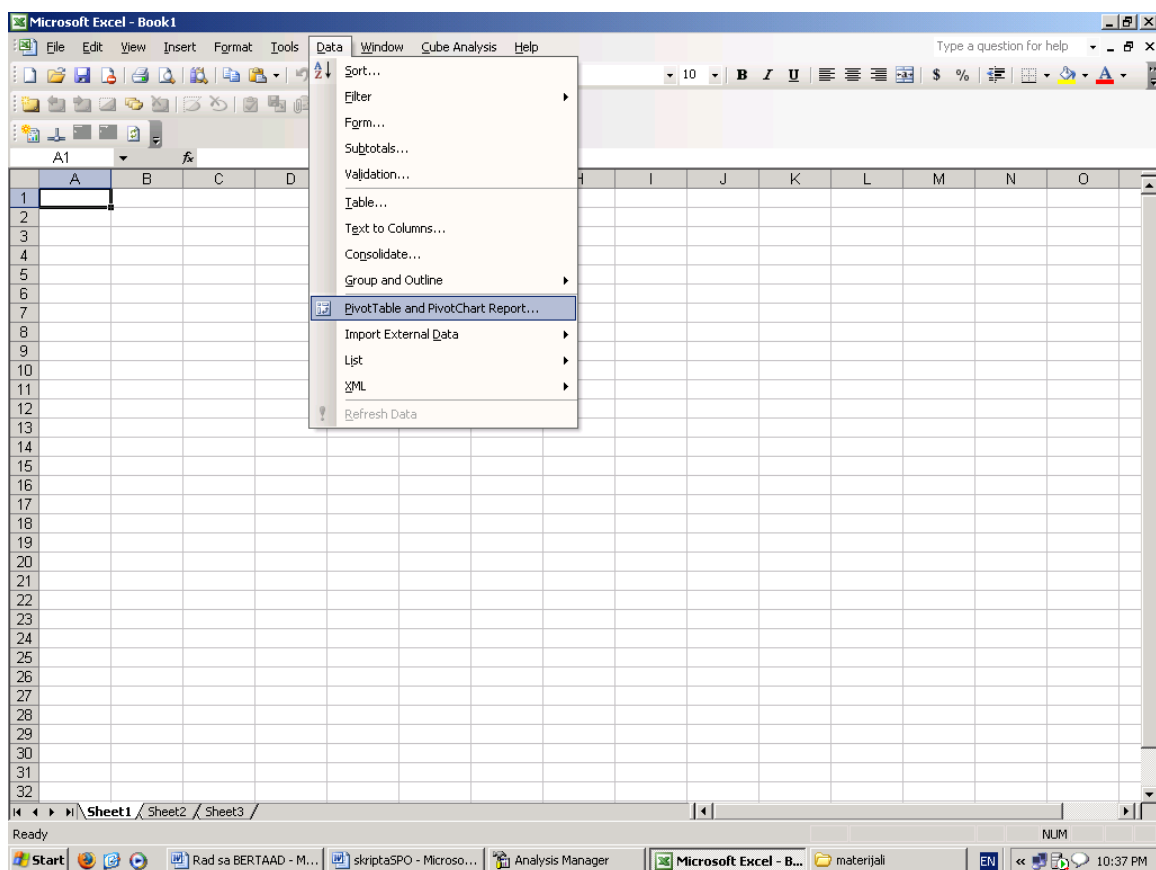 Microsoft Excel - Book1
File Edit View Insert Format Tools Data Window Cube Analysis Help Type a question for help
10 B I U $ %
A1 fx
Sort...
Filter
Form...
Subtotals...
Validation...
Table...
Text to Columns...
Consolidate...
Group and Outline
PivotTable and PivotChart Report...
Import External Data
List
XML
Refresh Data
A B C D H I J K L M N O
1
2
3
4
5
6
7
8
9
10
11
12
13
14
15
16
17
18
19
20
21
22
23
24
25
26
27
28
29
30
31
32
Sheet1 Sheet2 Sheet3
Ready NUM
Start Rad sa BERTAAD - M... skriptaSPO - Microso... Analysis Manager Microsoft Excel - B... materijali EN « 10:37 PM